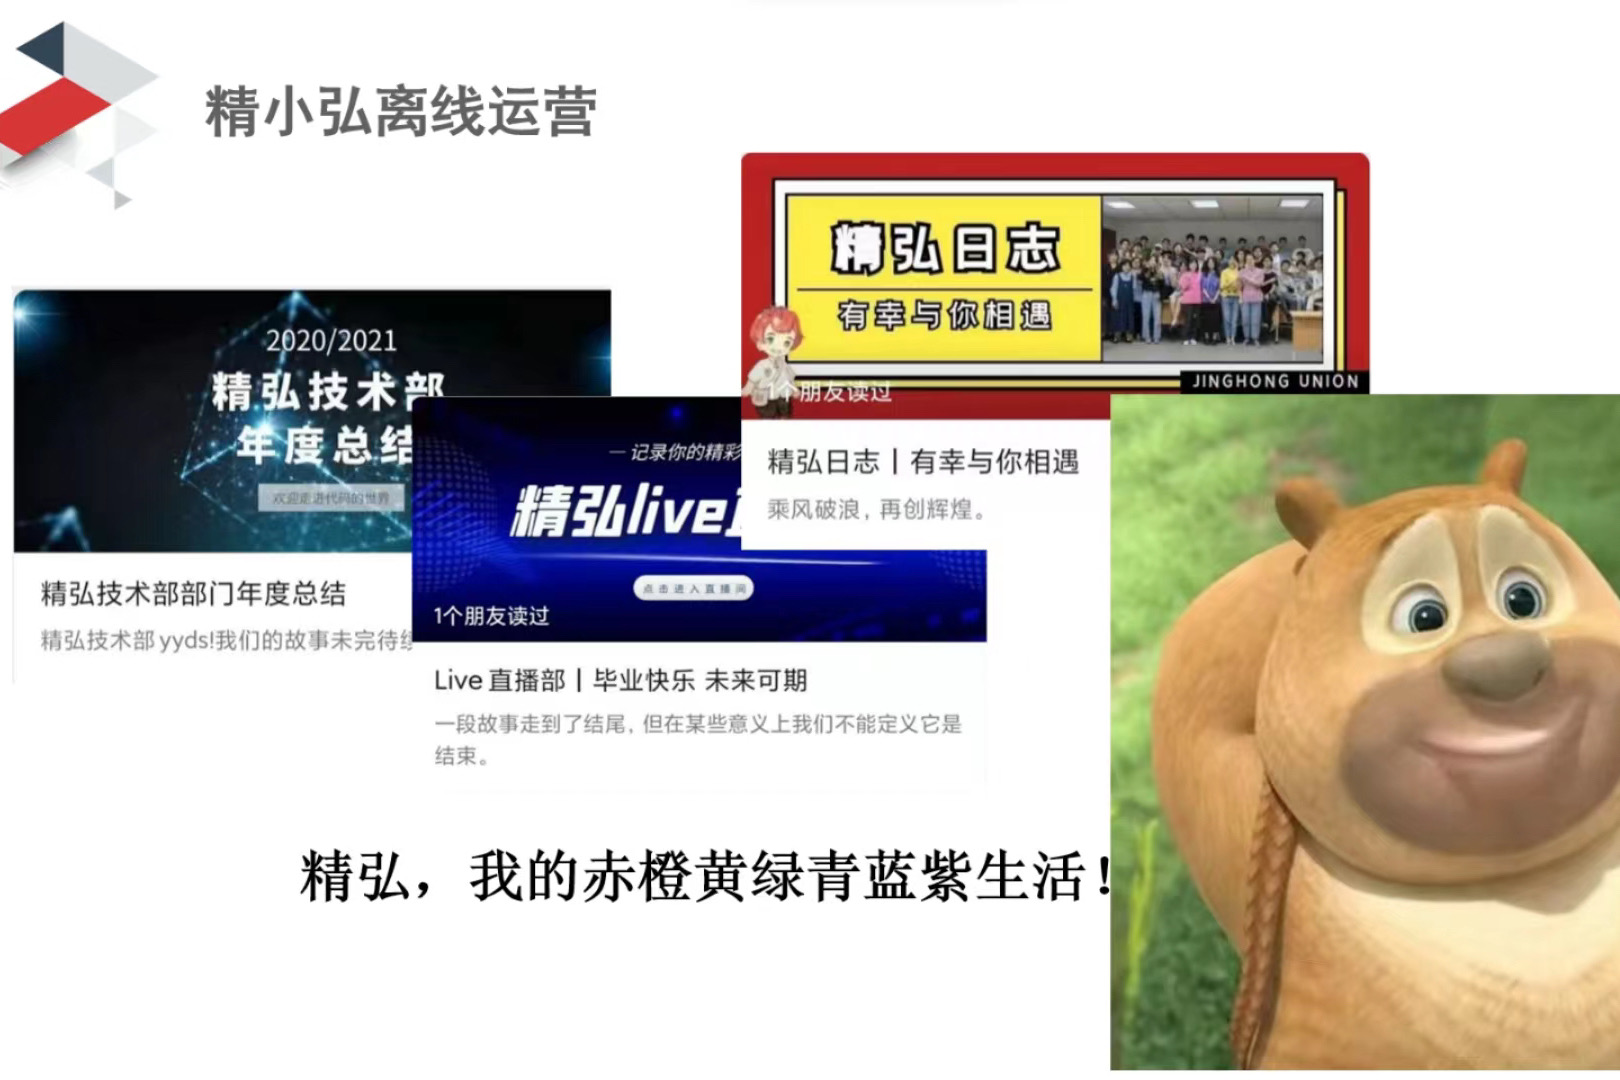 精小弘离线运营
精弘日志
有幸与你相遇
1个朋友读过
JINGHONG UNION
精弘日志丨有幸与你相遇
乘风破浪，再创辉煌。
2020/2021
精弘技术部
年度总结
欢迎走进代码的世界
精弘技术部部门年度总结
精弘技术部yyds!我们的故事未完待
— 记录你的精彩
精弘live
点击进入直播间
1个朋友读过
Live直播部丨毕业快乐 未来可期
一段故事走到了结尾，但在某些意义上我们不能定义它是
结束。
精弘，我的赤橙黄绿青蓝紫生活！